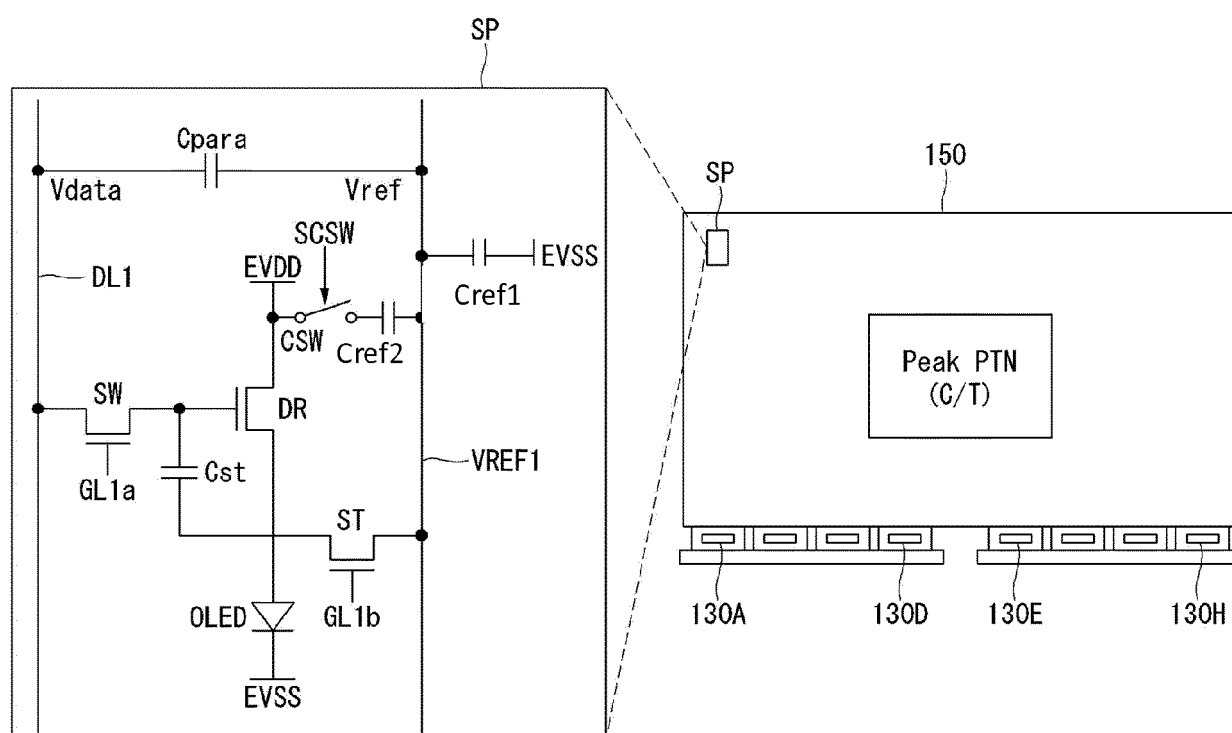 SP
Cpara
Vdata
Vref
SCSW
EVDD
EVSS
DL1
Cref1
CSW
Cref2
SW
DR
GL1a
Cst
VREF1
ST
OLED
GL1b
EVSS
150
SP
Peak PTN
(C/T)
130A
130D
130E
130H